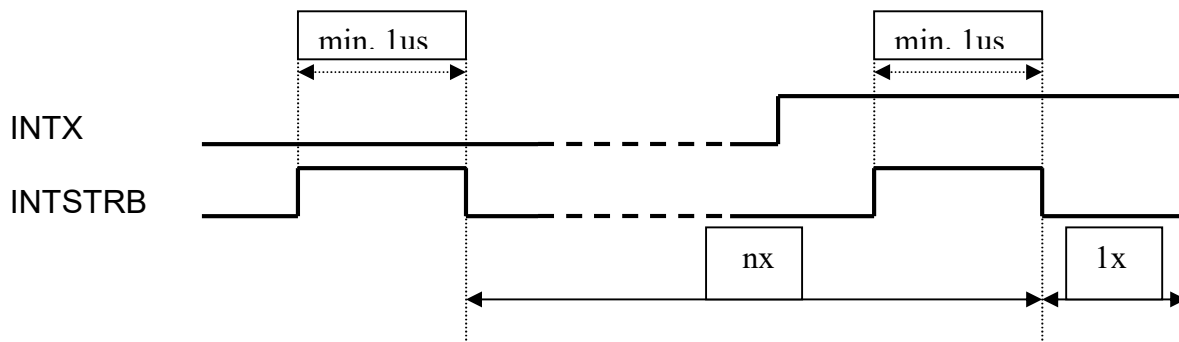 min. 1us
min. 1us
INTX
INTSTRB
nx
1x